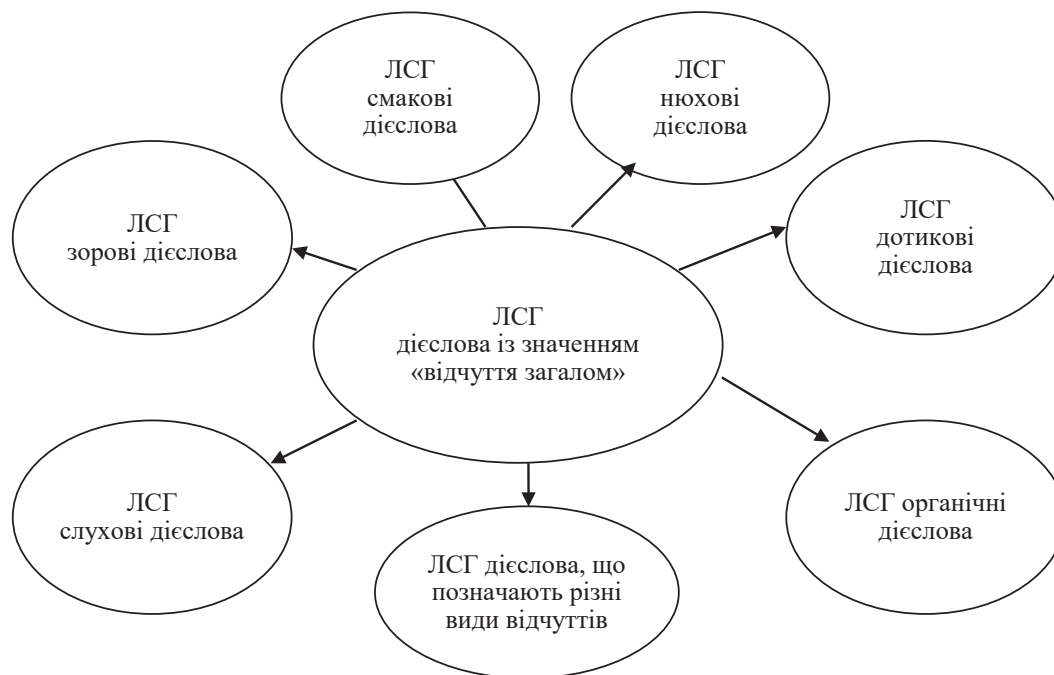 ЛСГ
смакові
дієслова
ЛСГ
нюхові
дієслова
ЛСГ
зорові дієслова
ЛСГ
дотикові
дієслова
ЛСГ
дієслова із значенням
«відчуття загалом»
ЛСГ
слухові дієслова
ЛСГ органічні
дієслова
ЛСГ дієслова, що
позначають різні
види відчуттів